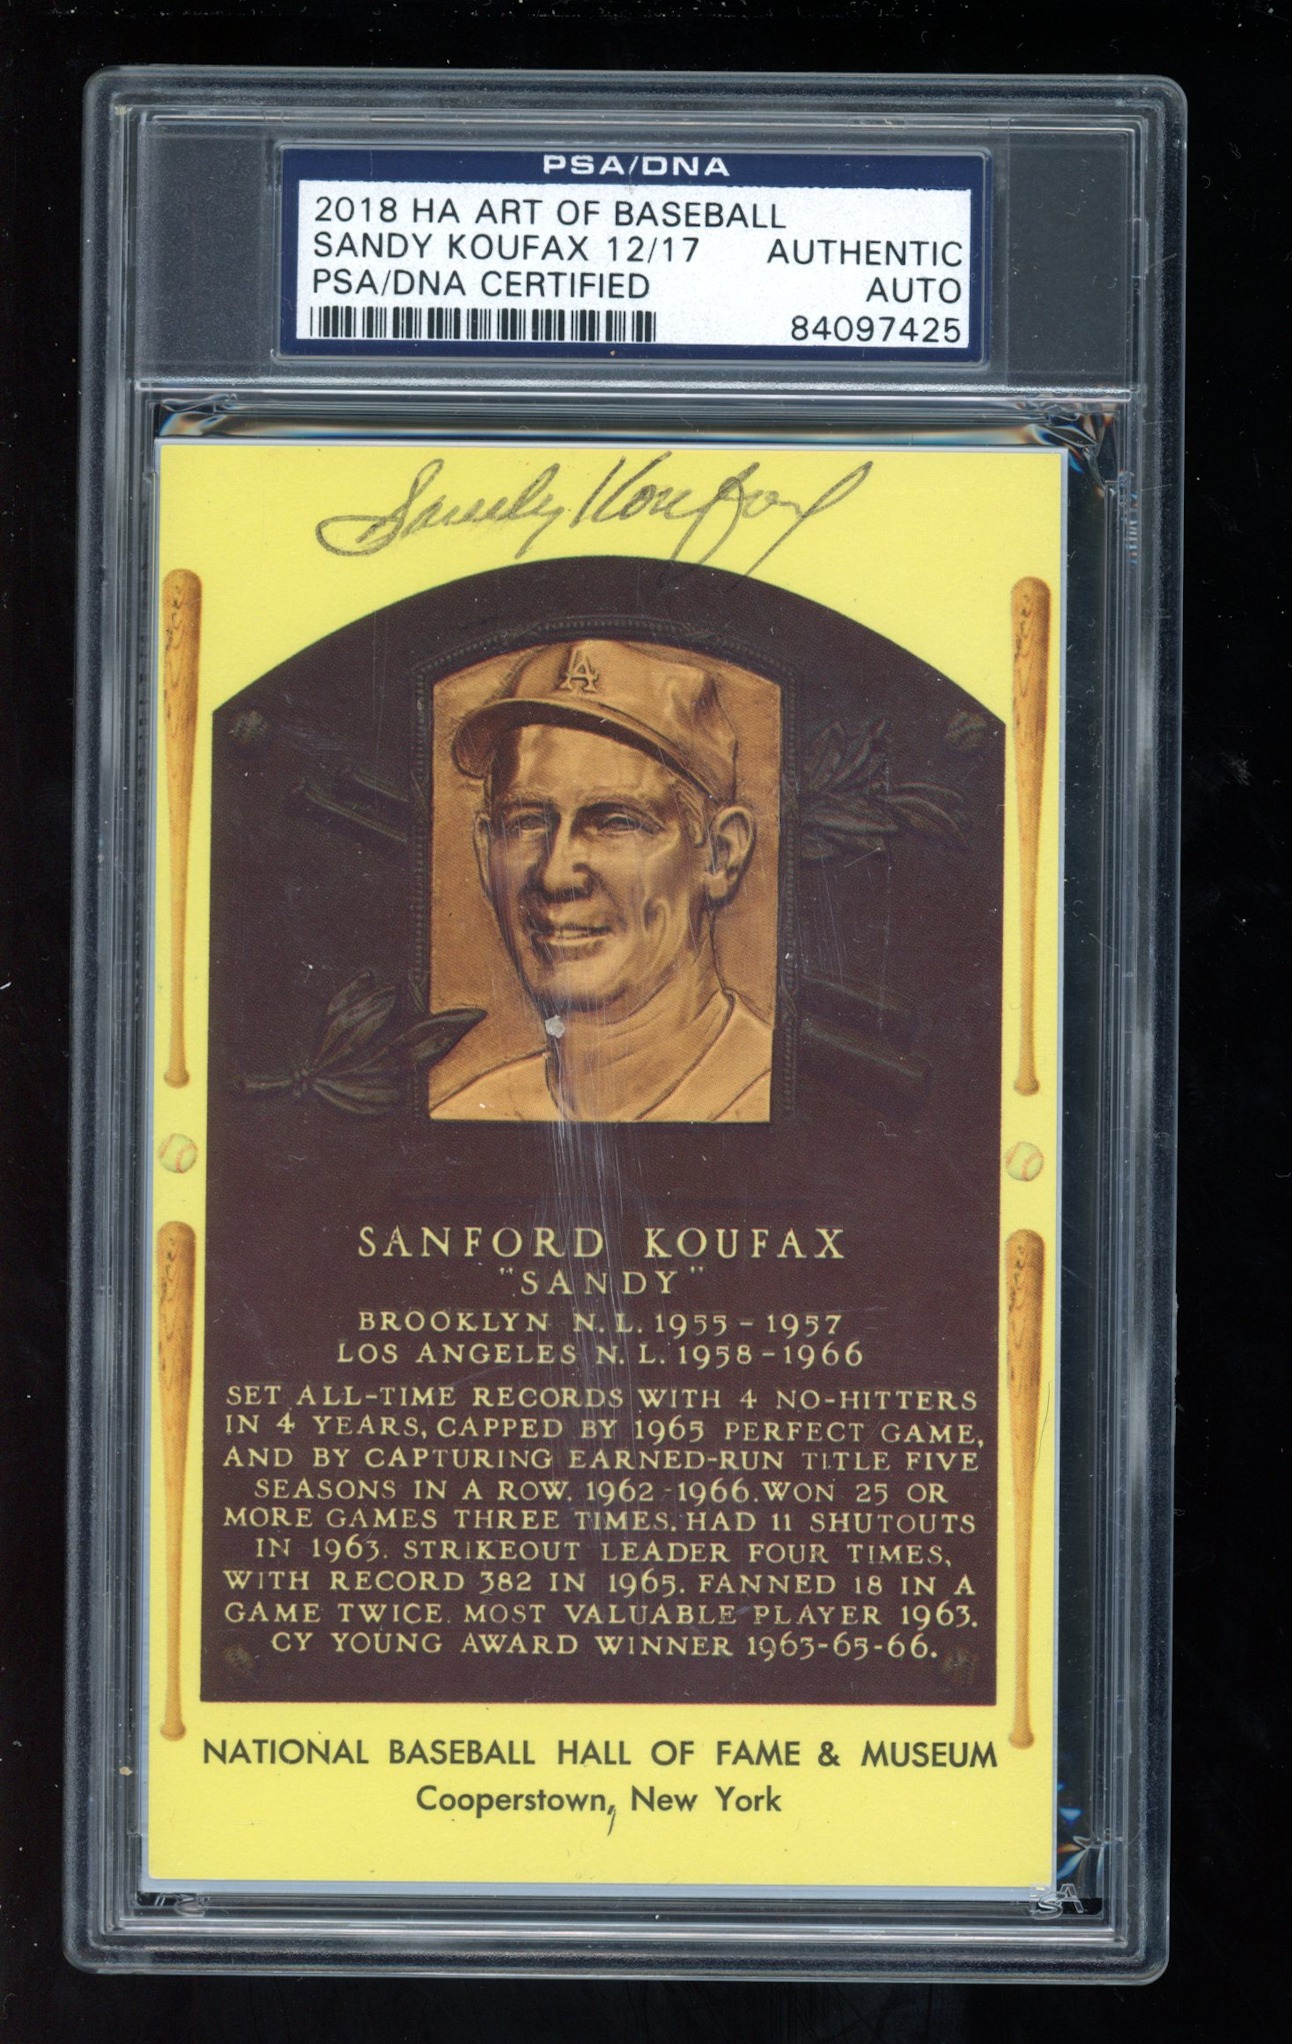 PSA/DNA
2018 HA ART OF BASEBALL
SANDY KOUFAX 12/17 AUTHENTIC
PSA/DNA CERTIFIED AUTO
84097425
Sandy Koufax
LA
SANFORD KOUFAX
"SANDY"
BROOKLYN N.L. 1955-1957
LOS ANGELES N.L. 1958-1966
SET ALL-TIME RECORDS WITH 4 NO-HITTERS
IN 4 YEARS, CAPPED BY 1965 PERFECT GAME,
AND BY CAPTURING EARNED-RUN TITLE FIVE
SEASONS IN A ROW, 1962-1966. WON 25 OR
MORE GAMES THREE TIMES. HAD 11 SHUTOUTS
IN 1963. STRIKEOUT LEADER FOUR TIMES,
WITH RECORD 382 IN 1965. FANNED 18 IN A
GAME TWICE. MOST VALUABLE PLAYER 1963.
CY YOUNG AWARD WINNER 1963-65-66.
NATIONAL BASEBALL HALL OF FAME & MUSEUM
Cooperstown, New York